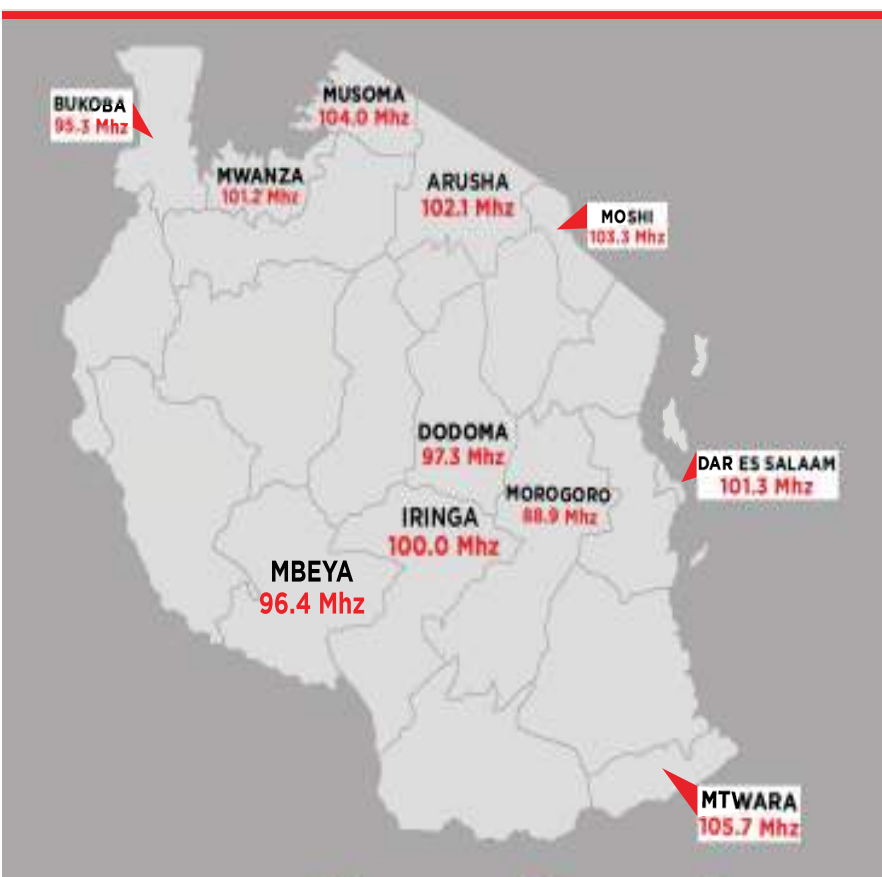 MUSOMA
104.0 Mhz
BUKOBA
95.3 Mhz
MWANZA
101.2 Mhz
ARUSHA
102.1 Mhz
MOSHI
103.3 Mhz
DODOMA
97.3 Mhz
DAR ES SALAAM
101.3 Mhz
MOROGORO
88.9 Mhz
IRINGA
100.0 Mhz
MBEYA
96.4 Mhz
MTWARA
105.7 Mhz